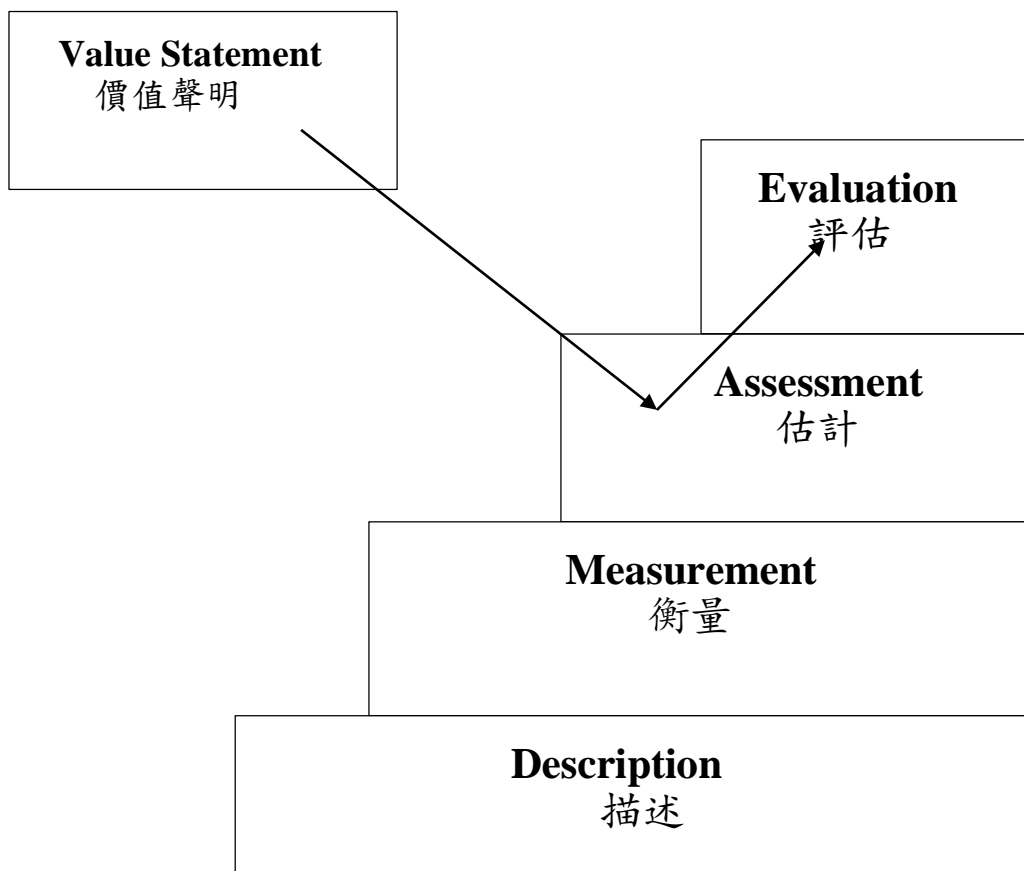 Value Statement
價值聲明
Evaluation
評估
Assessment
估計
Measurement
衡量
Description
描述